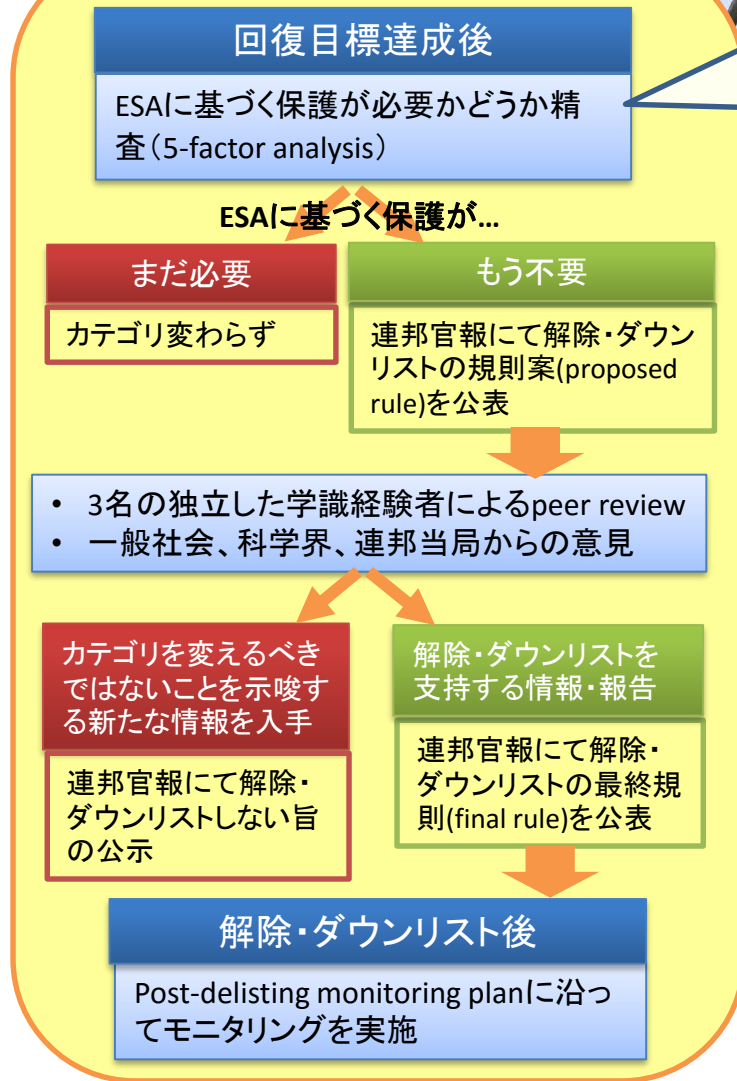 回復目標達成後
ESAに基づく保護が必要かどうか精
査（5-factor analysis）
ESAに基づく保護が…
まだ必要
カテゴリ変わらず
もう不要
連邦官報にて解除・ダウン
リストの規則案(proposed
rule)を公表
• 3名の独立した学識経験者によるpeer review
• 一般社会、科学界、連邦当局からの意見
カテゴリを変えるべき
ではないことを示唆す
る新たな情報を入手
連邦官報にて解除・
ダウンリストしない旨
の公示
解除・ダウンリストを
支持する情報・報告
連邦官報にて解除・
ダウンリストの最終規
則(final rule)を公表
解除・ダウンリスト後
Post-delisting monitoring planに沿っ
てモニタリングを実施